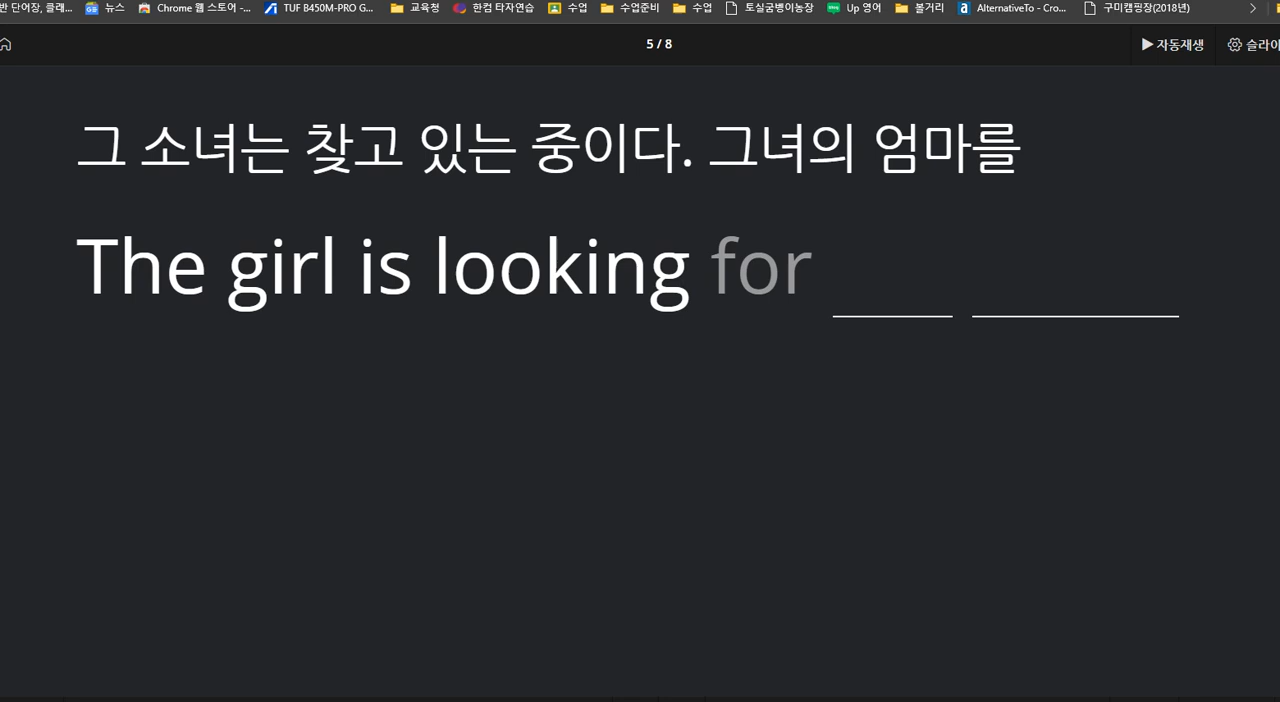 반 단어장, 클래... 뉴스 Chrome 웹 스토어 -... TUF B450M-PRO G... 교육청 한컴 타자연습 수업 수업준비 수업 토실굼벵이농장 Up 영어 볼거리 AlternativeTo - Cro... 구미캠핑장(2018년)
5 / 8 자동재생 슬라이
그 소녀는 찾고 있는 중이다. 그녀의 엄마를
The girl is looking for